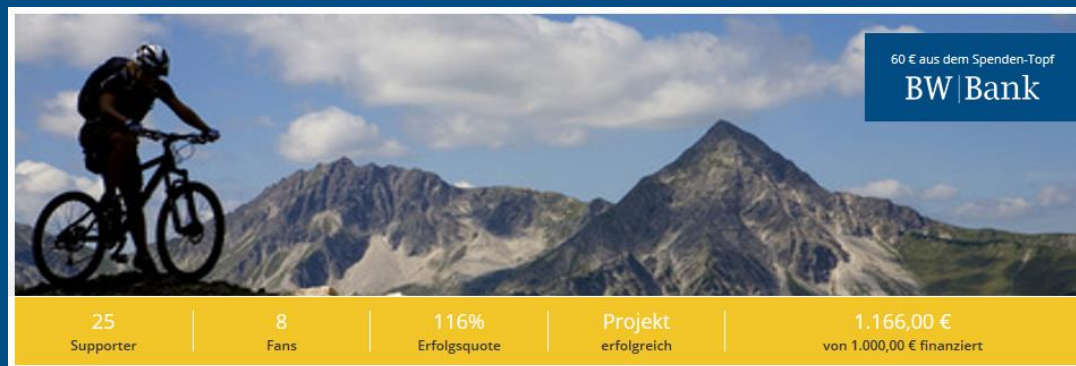 60 € aus dem Spenden-Topf
BW|Bank
25
Supporter
8
Fans
116%
Erfolgsquote
Projekt
erfolgreich
1.166,00 €
von 1.000,00 € finanziert